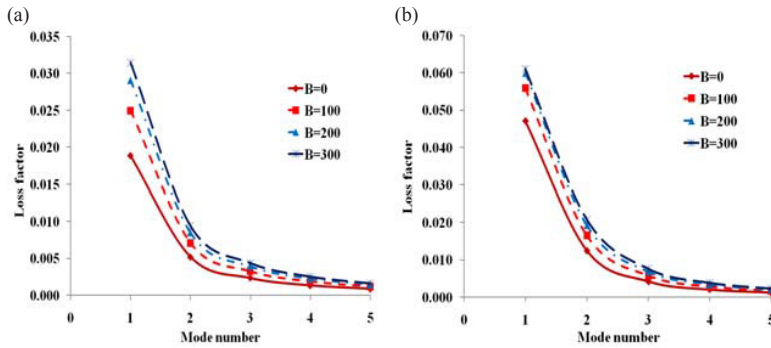 (a)
0.035
0.030
0.025
0.020
0.015
0.010
0.005
0.000
Loss factor
0 1 2 3 4 5
Mode number
B=0
B=100
B=200
B=300
(b)
0.070
0.060
0.050
0.040
0.030
0.020
0.010
0.000
Loss factor
0 1 2 3 4 5
Mode number
B=0
B=100
B=200
B=300